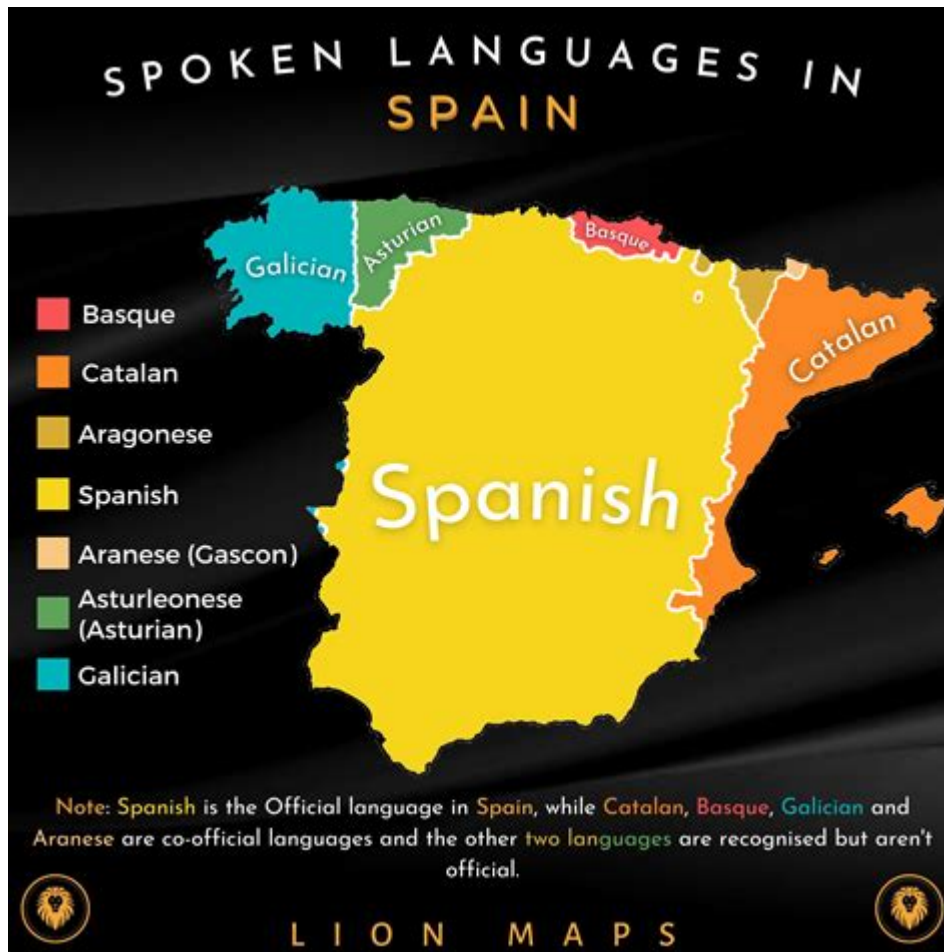 SPOKEN LANGUAGES IN
SPAIN
Galician
Asturian
Basque
Catalan
Spanish
Basque
Catalan
Aragonese
Spanish
Aranese (Gascon)
Asturleonese
(Asturian)
Galician
Note: Spanish is the Official language in Spain, while Catalan, Basque, Galician and
Aranese are co-official languages and the other two languages are recognised but aren't
official.
LION MAPS